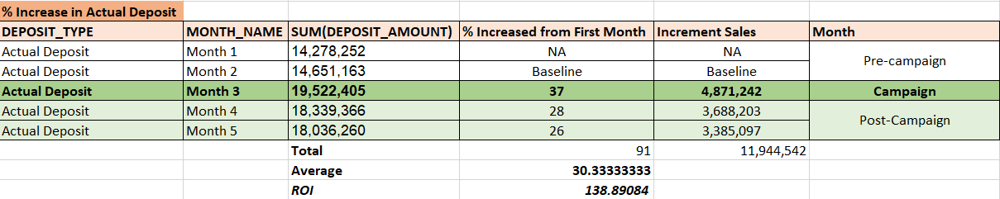 % Increase in Actual Deposit
DEPOSIT_TYPE MONTH_NAME SUM(DEPOSIT_AMOUNT) % Increased from First Month Increment Sales Month
Actual Deposit Month 1 14,278,252 NA NA Pre-campaign
Actual Deposit Month 2 14,651,163 Baseline Baseline
Actual Deposit Month 3 19,522,405 37 4,871,242 Campaign
Actual Deposit Month 4 18,339,366 28 3,688,203 Post-Campaign
Actual Deposit Month 5 18,036,260 26 3,385,097
Total 91 11,944,542
Average 30.33333333
ROI 138.89084